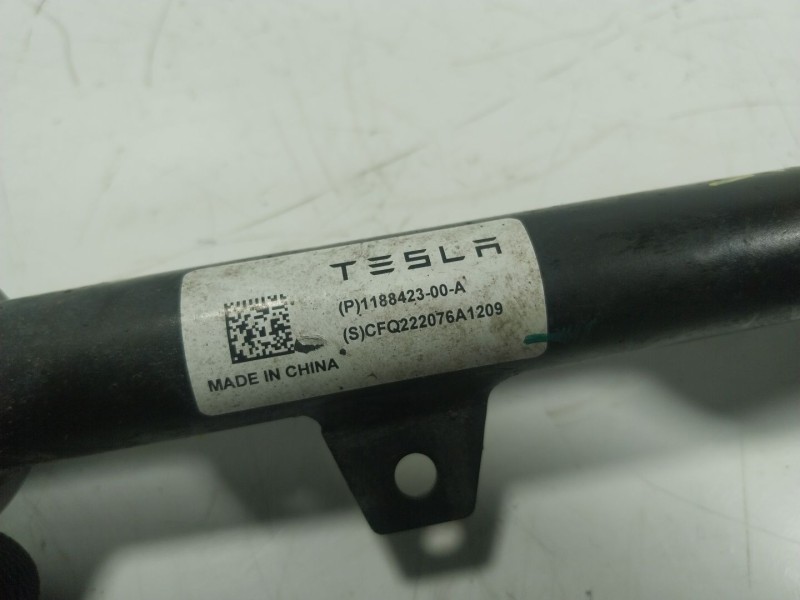 TESLA
(P)1188423-00-A
(S)CFQ222076A1209
MADE IN CHINA